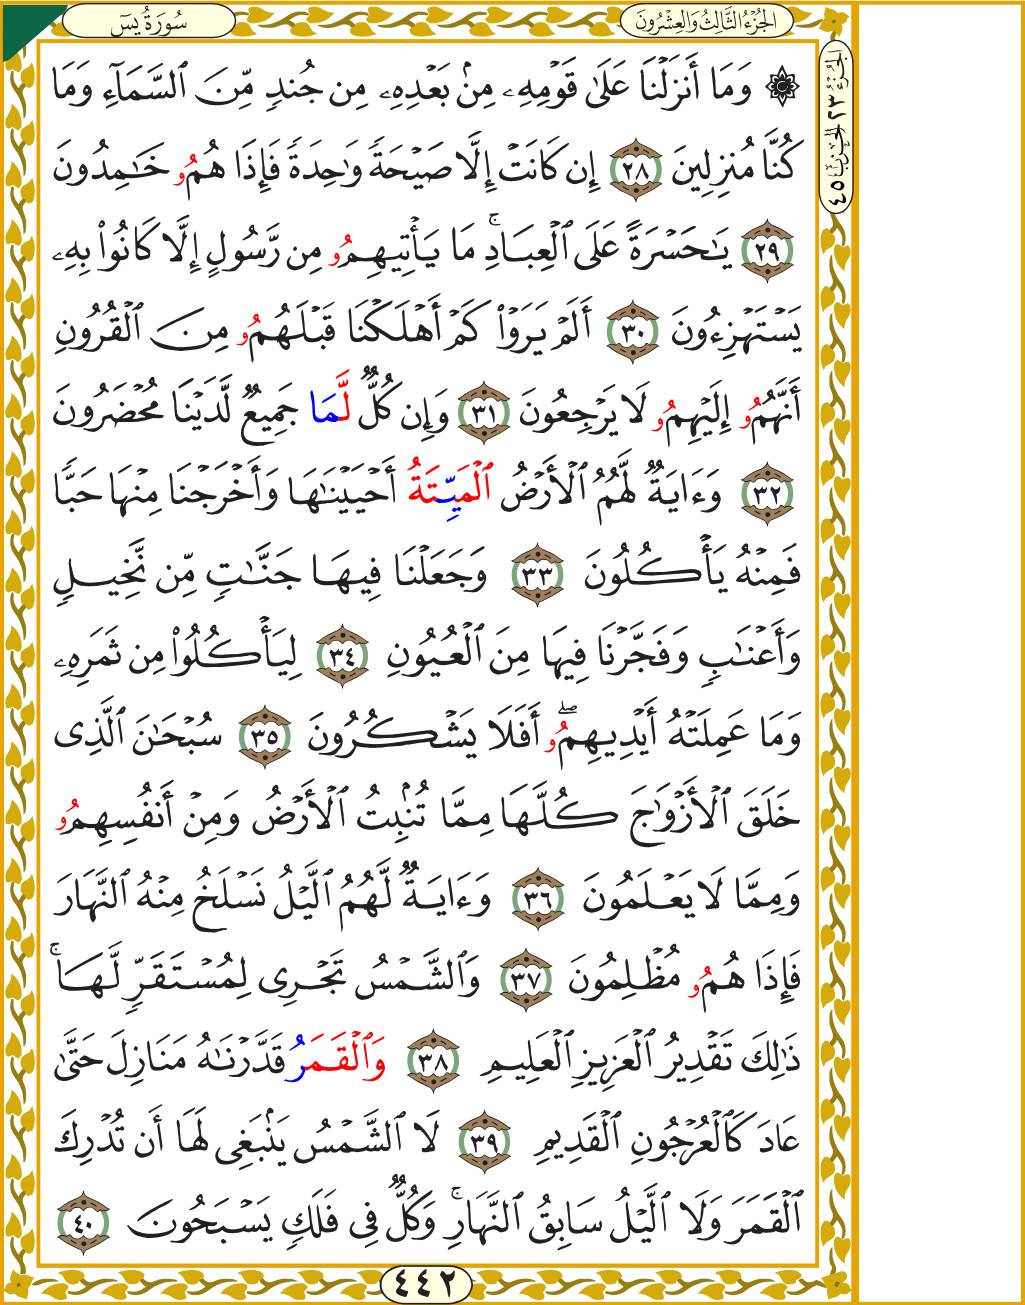 سُورَةُ يسٓ
الجُزْءُ الثَّالِثُ وَالعِشْرُونَ
الجُزْءُ ٢٣ الحِزْبُ ٤٥
۞ وَمَا أَنزَلۡنَا عَلَىٰ قَوۡمِهِۦ مِنۢ بَعۡدِهِۦ مِن جُندٖ مِّنَ ٱلسَّمَآءِ وَمَا
كُنَّا مُنزِلِينَ ٢٨ إِن كَانَتۡ إِلَّا صَيۡحَةٗ وَٰحِدَةٗ فَإِذَا هُمُۥ خَٰمِدُونَ
٢٩ يَٰحَسۡرَةً عَلَى ٱلۡعِبَادِۚ مَا يَأۡتِيهِمُۥ مِن رَّسُولٍ إِلَّا كَانُواْ بِهِۦ
يَسۡتَهۡزِءُونَ ٣٠ أَلَمۡ يَرَوۡاْ كَمۡ أَهۡلَكۡنَا قَبۡلَهُمُۥ مِنَ ٱلۡقُرُونِ
أَنَّهُمُۥ إِلَيۡهِمُۥ لَا يَرۡجِعُونَ ٣١ وَإِن كُلّٞ لَّمَا جَمِيعٞ لَّدَيۡنَا مُحۡضَرُونَ
٣٢ وَءَايَةٞ لَّهُمُ ٱلۡأَرۡضُ ٱلۡمَيِّتَةُ أَحۡيَيۡنَٰهَا وَأَخۡرَجۡنَا مِنۡهَا حَبّٗا
فَمِنۡهُ يَأۡكُلُونَ ٣٣ وَجَعَلۡنَا فِيهَا جَنَّٰتٖ مِّن نَّخِيلٖ
وَأَعۡنَٰبٖ وَفَجَّرۡنَا فِيهَا مِنَ ٱلۡعُيُونِ ٣٤ لِيَأۡكُلُواْ مِن ثَمَرِهِۦ
وَمَا عَمِلَتۡهُ أَيۡدِيهِمُۥۖ أَفَلَا يَشۡكُرُونَ ٣٥ سُبۡحَٰنَ ٱلَّذِى
خَلَقَ ٱلۡأَزۡوَٰجَ كُلَّهَا مِمَّا تُنۢبِتُ ٱلۡأَرۡضُ وَمِنۡ أَنفُسِهِمُۥ
وَمِمَّا لَا يَعۡلَمُونَ ٣٦ وَءَايَةٞ لَّهُمُ ٱلَّيۡلُ نَسۡلَخُ مِنۡهُ ٱلنَّهَارَ
فَإِذَا هُمُۥ مُظۡلِمُونَ ٣٧ وَٱلشَّمۡسُ تَجۡرِى لِمُسۡتَقَرّٖ لَّهَاۚ
ذَٰلِكَ تَقۡدِيرُ ٱلۡعَزِيزِ ٱلۡعَلِيمِ ٣٨ وَٱلۡقَمَرُ قَدَّرۡنَٰهُ مَنَازِلَ حَتَّىٰ
عَادَ كَٱلۡعُرۡجُونِ ٱلۡقَدِيمِ ٣٩ لَا ٱلشَّمۡسُ يَنۢبَغِى لَهَا أَن تُدۡرِكَ
ٱلۡقَمَرَ وَلَا ٱلَّيۡلُ سَابِقُ ٱلنَّهَارِۚ وَكُلّٞ فِى فَلَكٖ يَسۡبَحُونَ ٤٠
٤٤٢